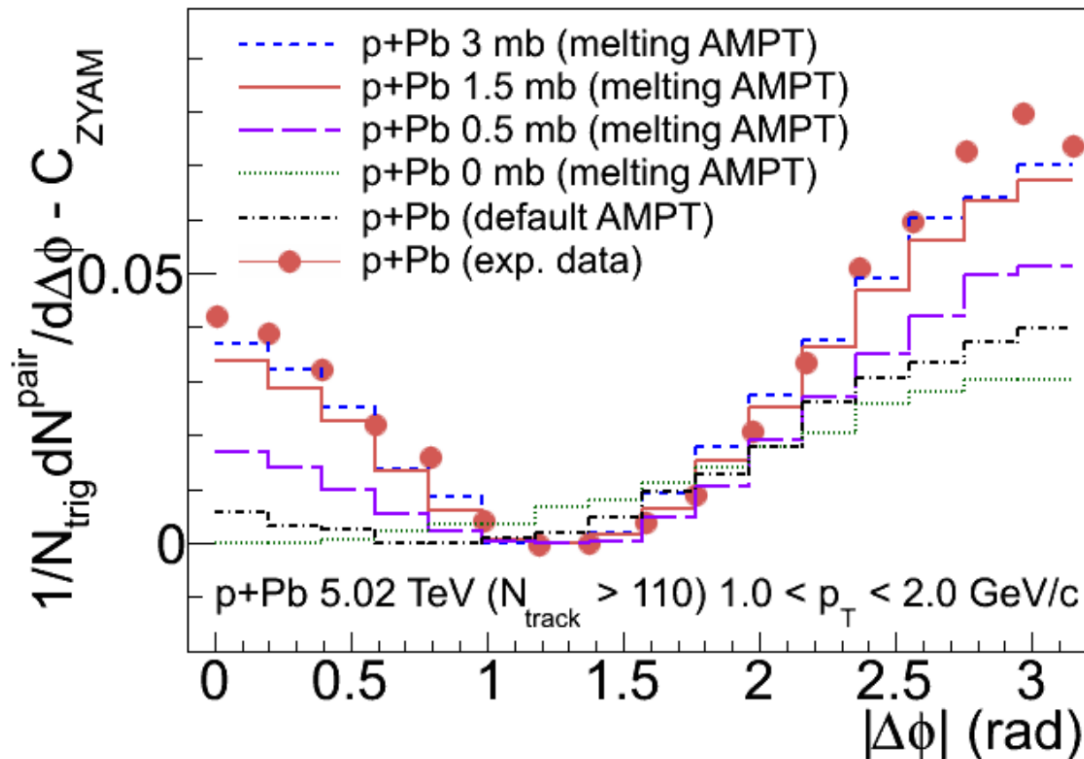 p+Pb 3 mb (melting AMPT)
p+Pb 1.5 mb (melting AMPT)
p+Pb 0.5 mb (melting AMPT)
p+Pb 0 mb (melting AMPT)
p+Pb (default AMPT)
p+Pb (exp. data)
1/N_trig dN^pair/dΔϕ - C_ZYAM
0.05
0
p+Pb 5.02 TeV (N_track > 110) 1.0 < p_T < 2.0 GeV/c
0 0.5 1 1.5 2 2.5 3
|Δϕ| (rad)